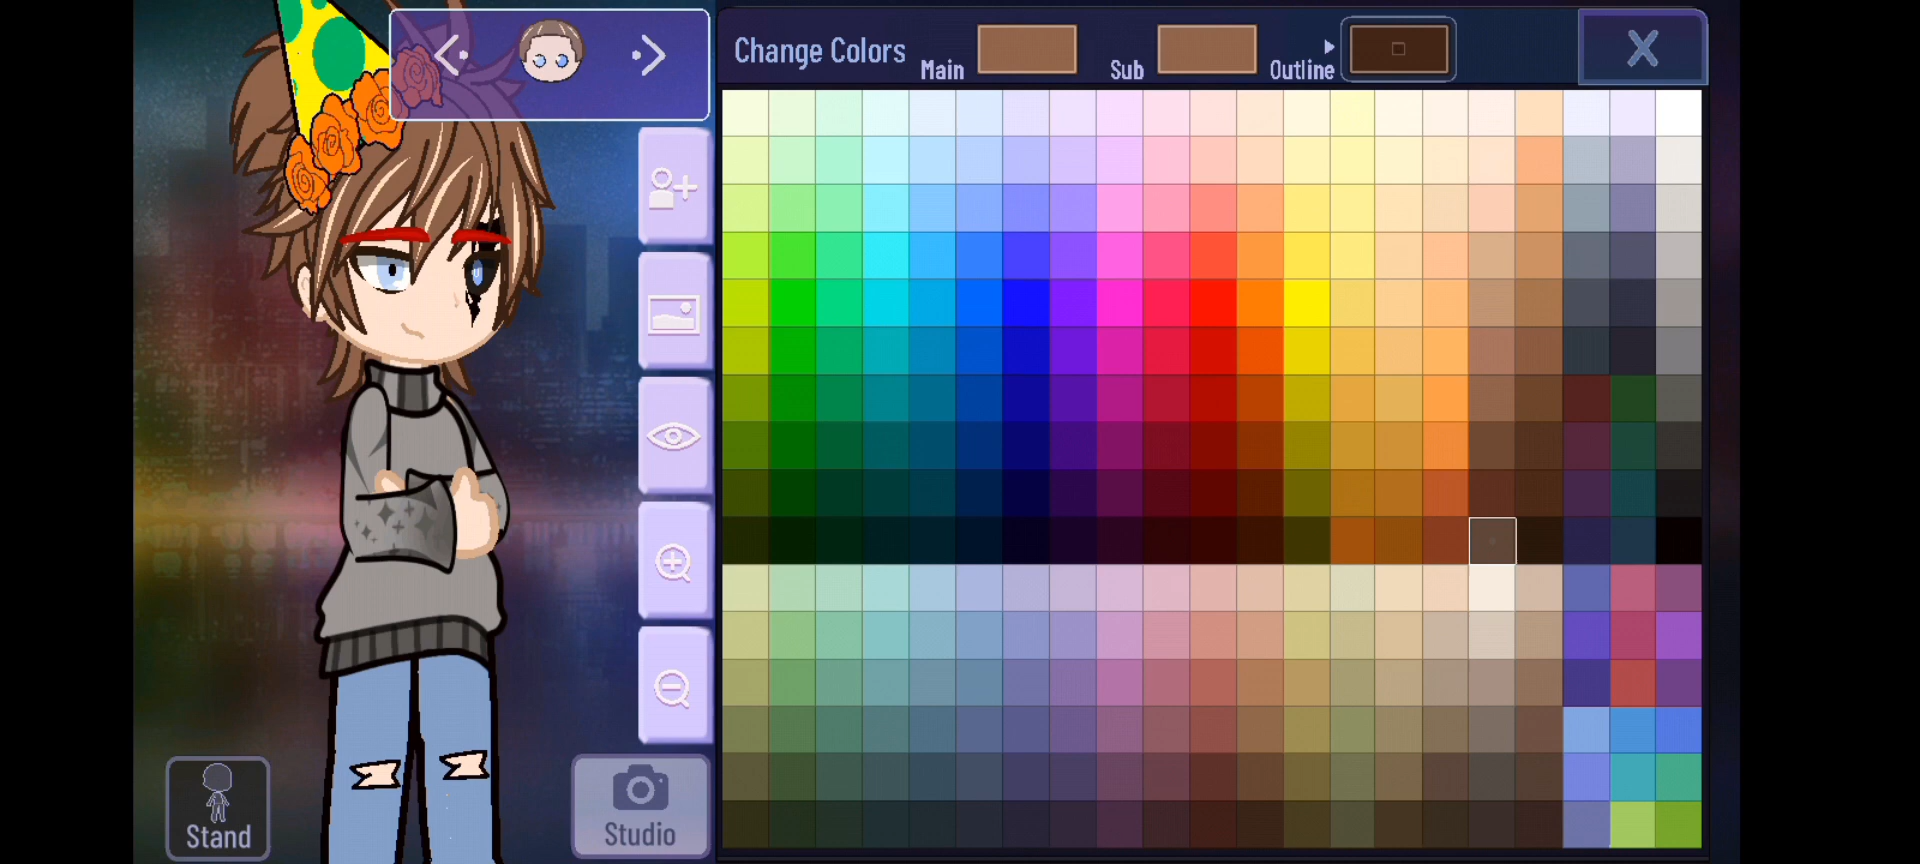 Change Colors
Main
Sub
Outline
X
Stand
Studio